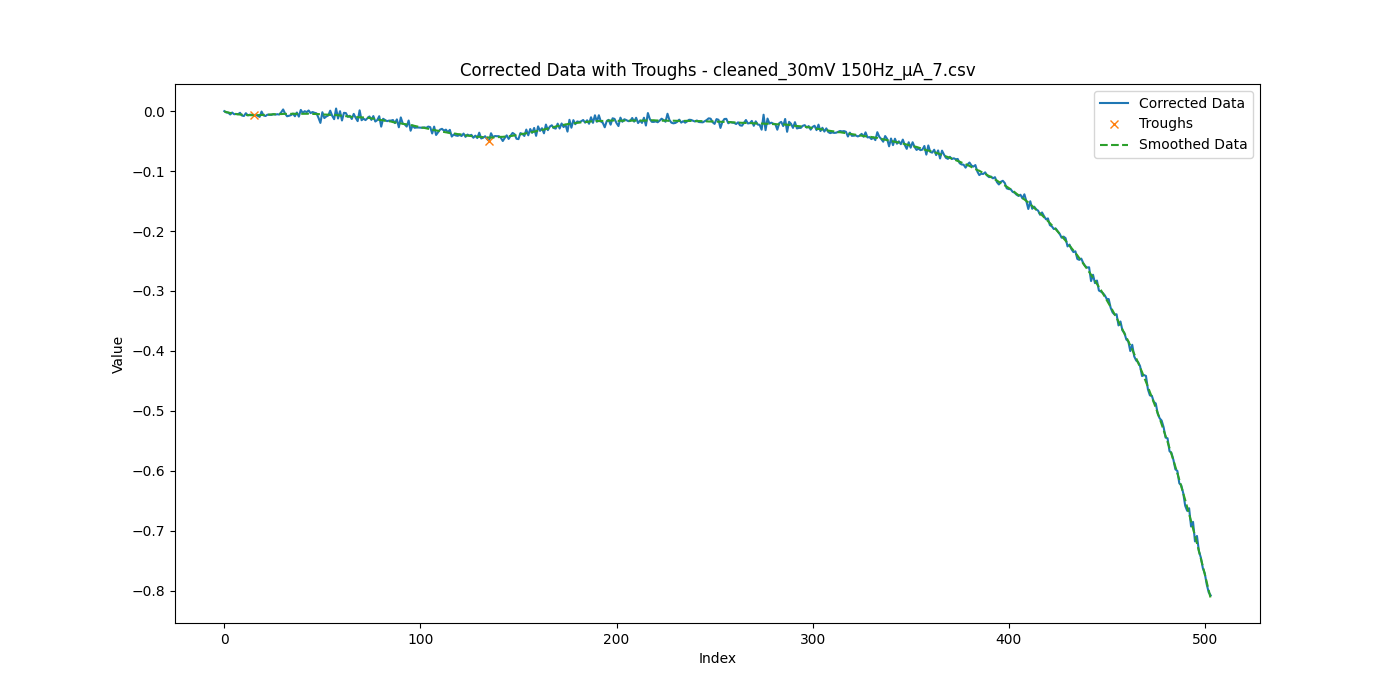 Corrected Data with Troughs - cleaned_30mV 150Hz_μA_7.csv
Corrected Data
Troughs
Smoothed Data
Value
0.0
−0.1
−0.2
−0.3
−0.4
−0.5
−0.6
−0.7
−0.8
0 100 200 300 400 500
Index